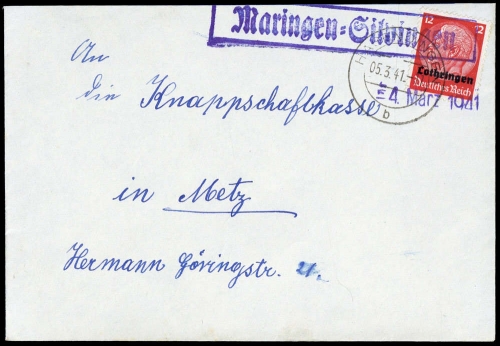 Maringen=Silvingen
12 12
Lothringen
Deutsches Reich
05.3.41
b
4. März 1941
An
die Knappschaftkasse
in Metz
Hermann Göringstr.